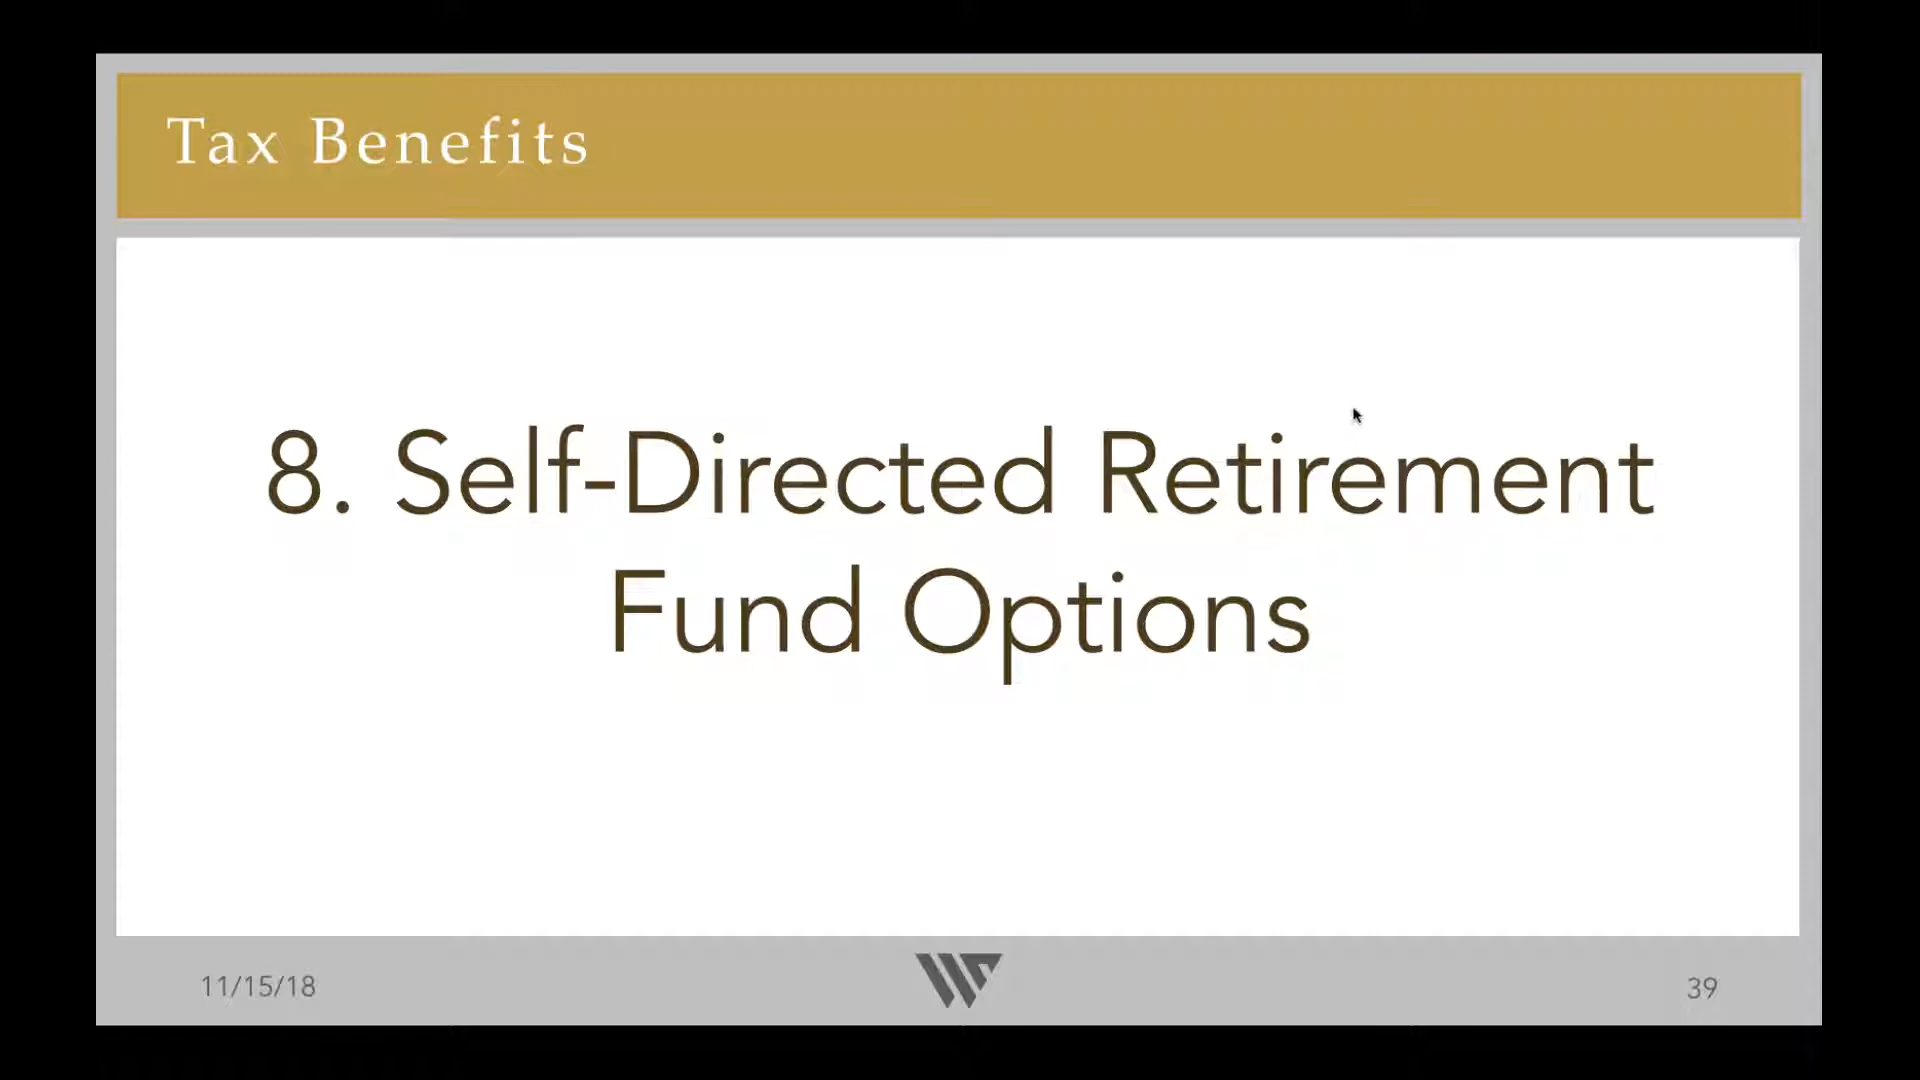 Tax Benefits
8. Self-Directed Retirement
Fund Options
11/15/18
39